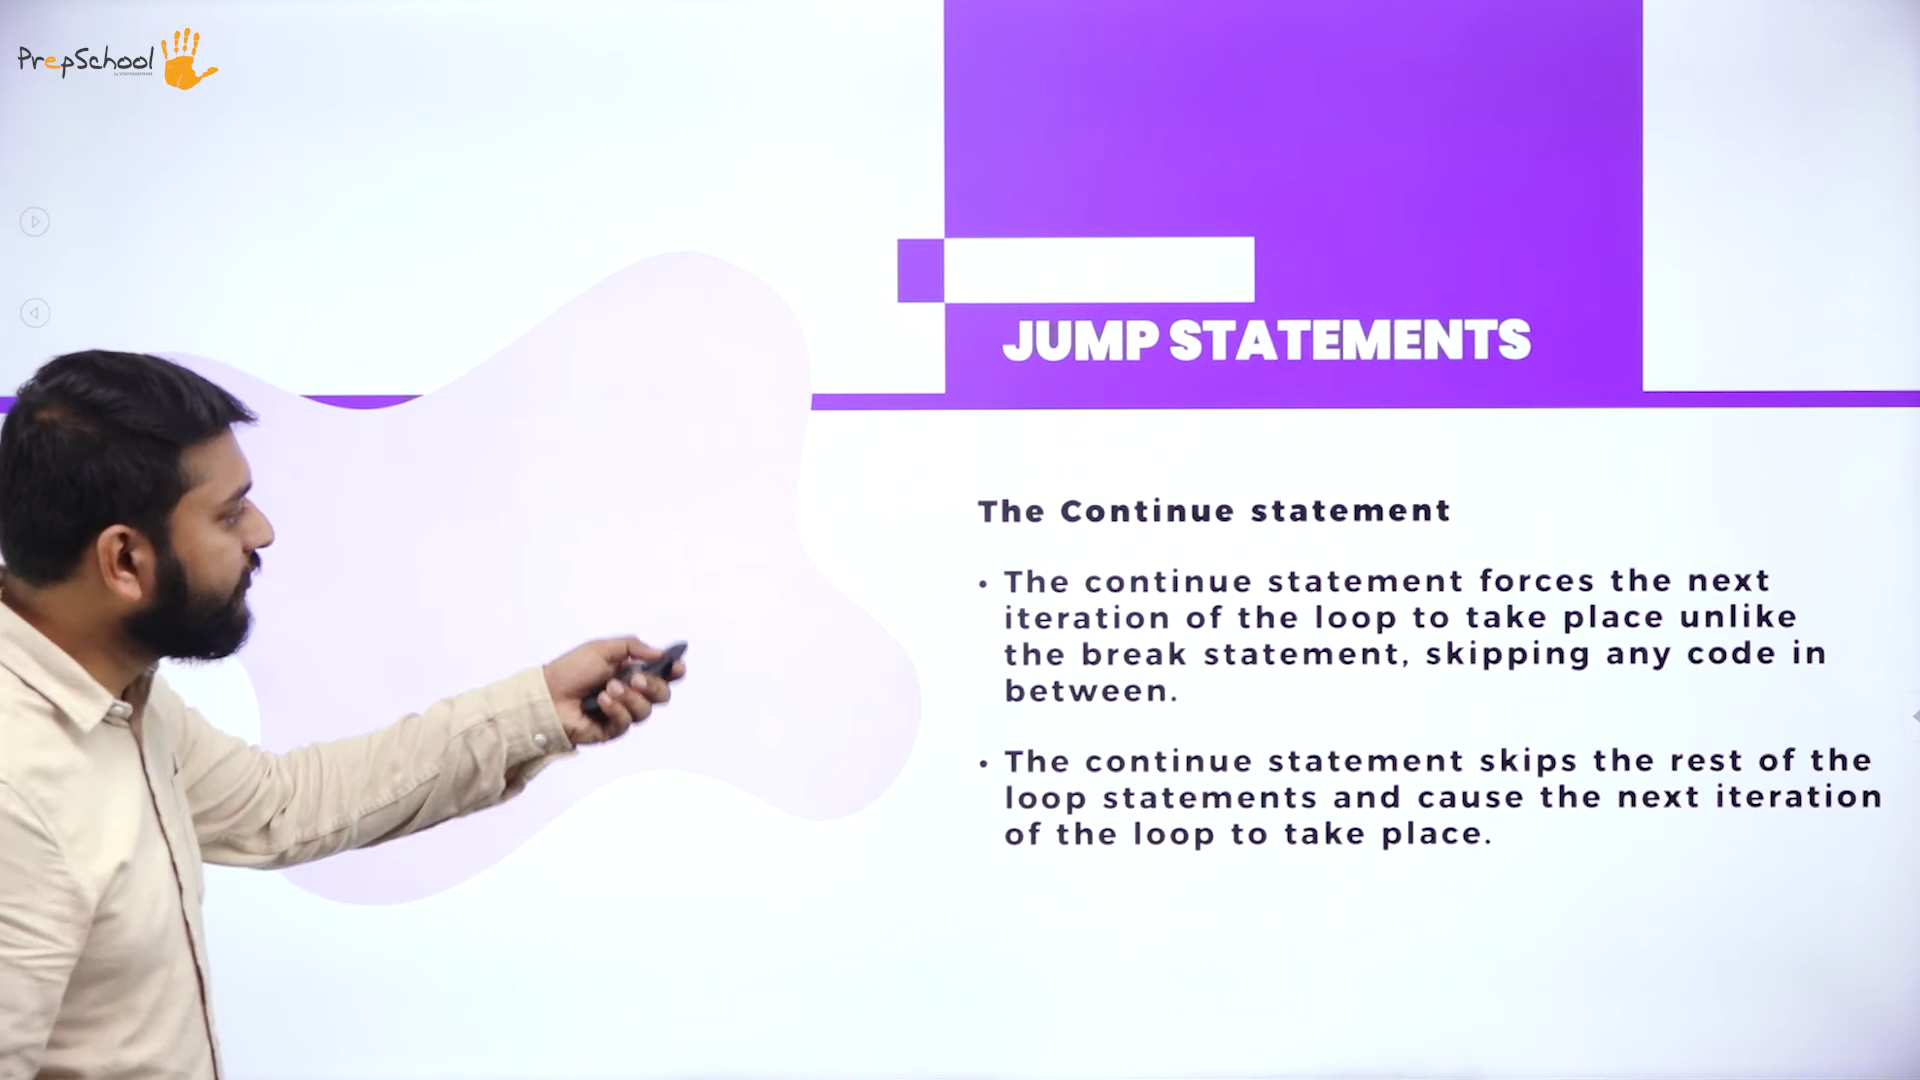 PrepSchool
JUMP STATEMENTS
The Continue statement
• The continue statement forces the next
iteration of the loop to take place unlike
the break statement, skipping any code in
between.
• The continue statement skips the rest of the
loop statements and cause the next iteration
of the loop to take place.